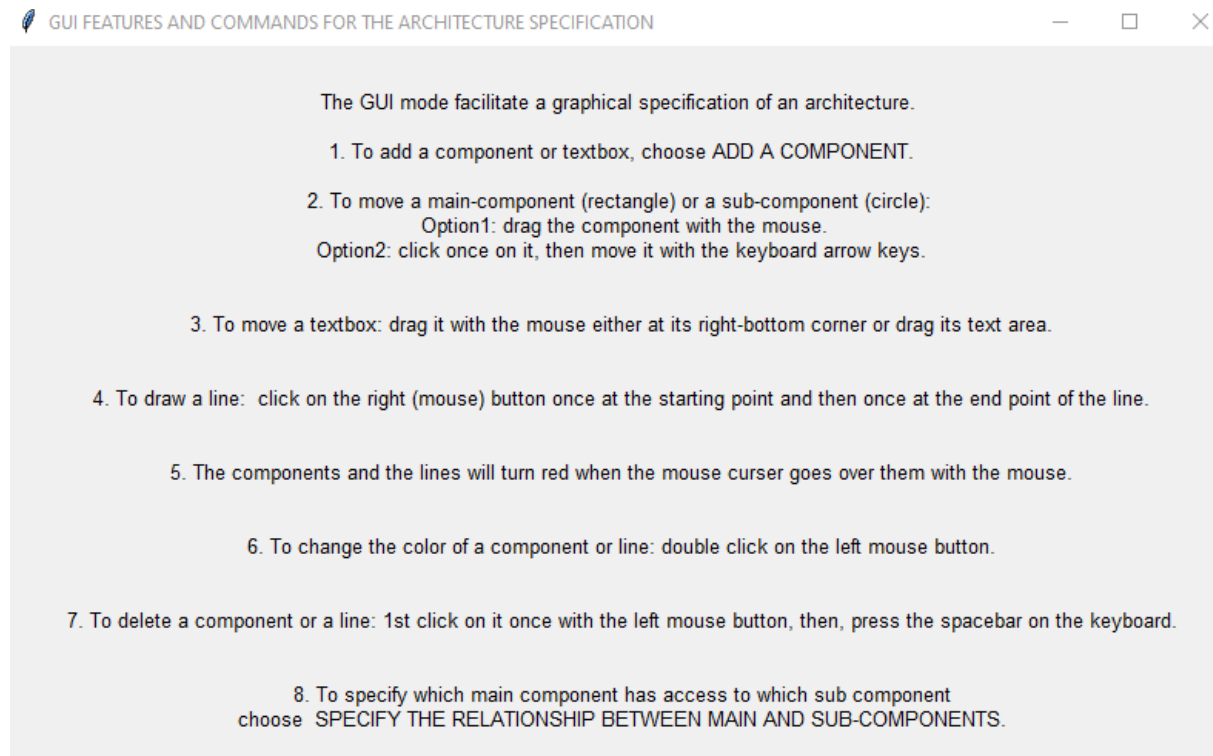 GUI FEATURES AND COMMANDS FOR THE ARCHITECTURE SPECIFICATION
The GUI mode facilitate a graphical specification of an architecture.
1. To add a component or textbox, choose ADD A COMPONENT.
2. To move a main-component (rectangle) or a sub-component (circle):
Option1: drag the component with the mouse.
Option2: click once on it, then move it with the keyboard arrow keys.
3. To move a textbox: drag it with the mouse either at its right-bottom corner or drag its text area.
4. To draw a line:  click on the right (mouse) button once at the starting point and then once at the end point of the line.
5. The components and the lines will turn red when the mouse curser goes over them with the mouse.
6. To change the color of a component or line: double click on the left mouse button.
7. To delete a component or a line: 1st click on it once with the left mouse button, then, press the spacebar on the keyboard.
8. To specify which main component has access to which sub component
choose  SPECIFY THE RELATIONSHIP BETWEEN MAIN AND SUB-COMPONENTS.